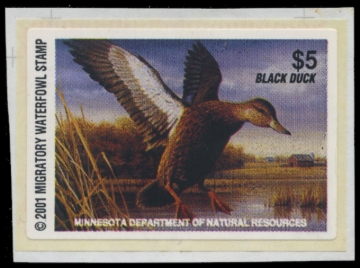 © 2001 MIGRATORY WATERFOWL STAMP
$5
BLACK DUCK
MINNESOTA DEPARTMENT OF NATURAL RESOURCES